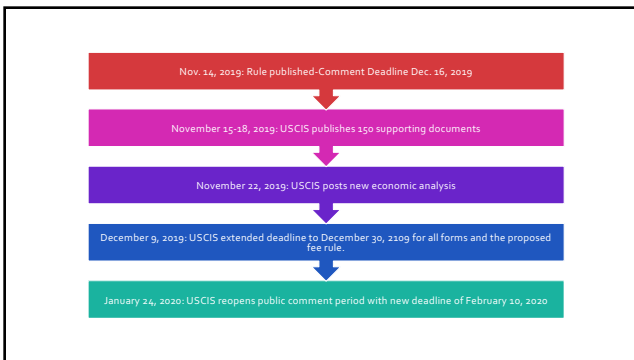 Nov. 14, 2019: Rule published-Comment Deadline Dec. 16, 2019
November 15-18, 2019: USCIS publishes 150 supporting documents
November 22, 2019: USCIS posts new economic analysis
December 9, 2019: USCIS extended deadline to December 30, 2109 for all forms and the proposed
fee rule.
January 24, 2020: USCIS reopens public comment period with new deadline of February 10, 2020